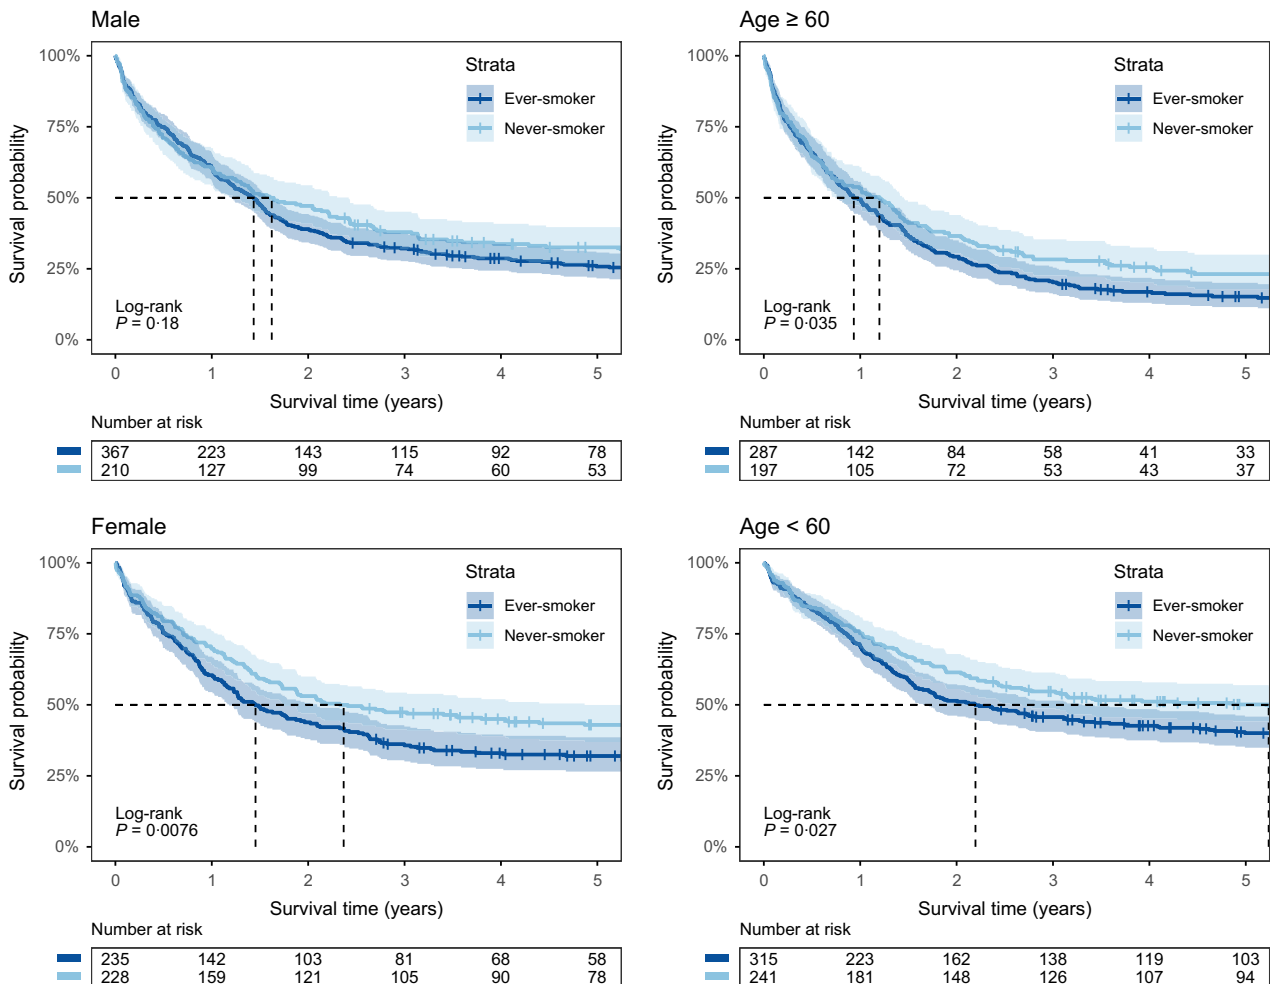 Male
Survival probability
100%
75%
50%
25%
0%
Strata
Ever-smoker
Never-smoker
Log-rank
P = 0·18
0 1 2 3 4 5
Survival time (years)
Number at risk
367 223 143 115 92 78
210 127 99 74 60 53
Age ≥ 60
Survival probability
100%
75%
50%
25%
0%
Strata
Ever-smoker
Never-smoker
Log-rank
P = 0·035
0 1 2 3 4 5
Survival time (years)
Number at risk
287 142 84 58 41 33
197 105 72 53 43 37
Female
Survival probability
100%
75%
50%
25%
0%
Strata
Ever-smoker
Never-smoker
Log-rank
P = 0·0076
0 1 2 3 4 5
Survival time (years)
Number at risk
235 142 103 81 68 58
228 159 121 105 90 78
Age < 60
Survival probability
100%
75%
50%
25%
0%
Strata
Ever-smoker
Never-smoker
Log-rank
P = 0·027
0 1 2 3 4 5
Survival time (years)
Number at risk
315 223 162 138 119 103
241 181 148 126 107 94